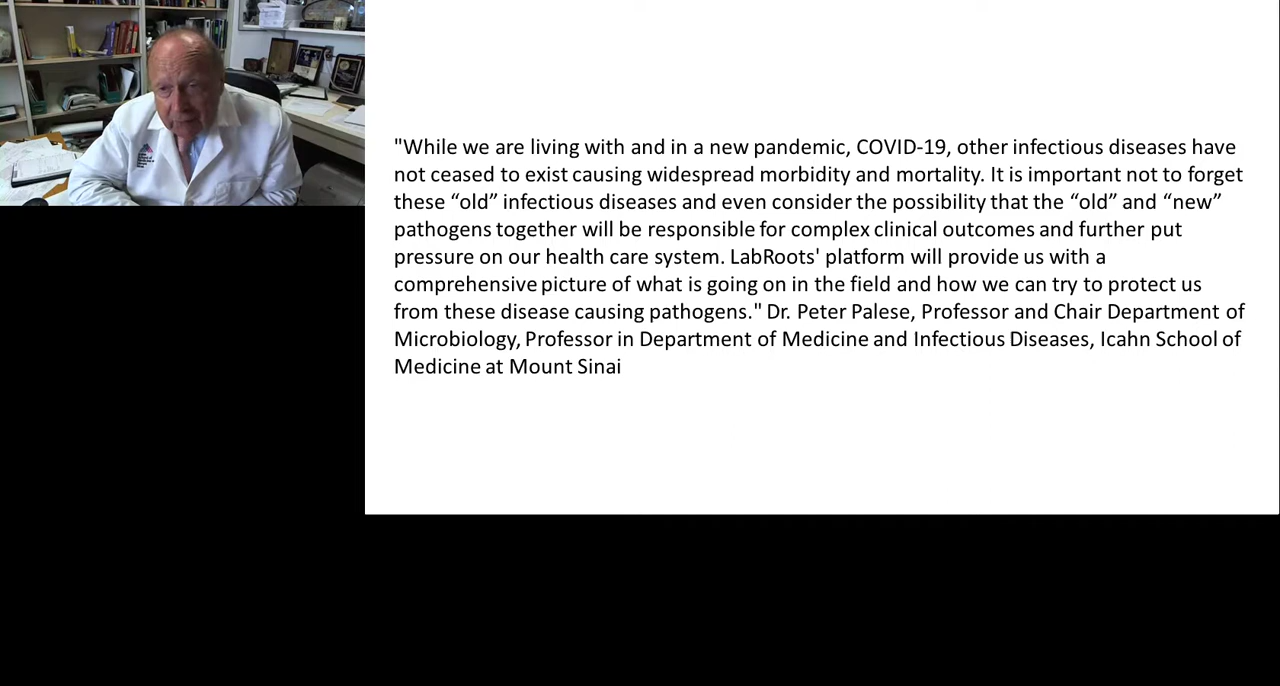 "While we are living with and in a new pandemic, COVID-19, other infectious diseases have
not ceased to exist causing widespread morbidity and mortality. It is important not to forget
these “old” infectious diseases and even consider the possibility that the “old” and “new”
pathogens together will be responsible for complex clinical outcomes and further put
pressure on our health care system. LabRoots' platform will provide us with a
comprehensive picture of what is going on in the field and how we can try to protect us
from these disease causing pathogens." Dr. Peter Palese, Professor and Chair Department of
Microbiology, Professor in Department of Medicine and Infectious Diseases, Icahn School of
Medicine at Mount Sinai